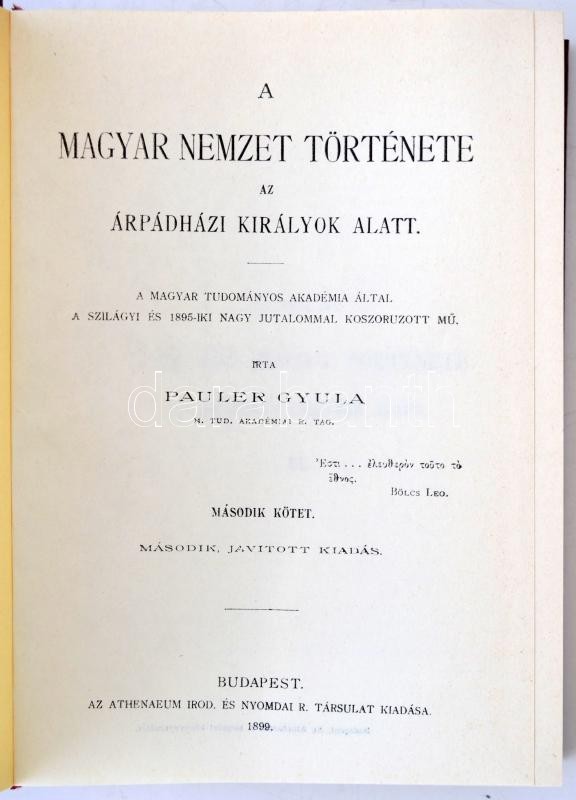 A
MAGYAR NEMZET TÖRTÉNETE
AZ
ÁRPÁDHÁZI KIRÁLYOK ALATT.
A MAGYAR TUDOMÁNYOS AKADÉMIA ÁLTAL
A SZILÁGYI ÉS 1895-IKI NAGY JUTALOMMAL KOSZORUZOTT MŰ.
IRTA
PAULER GYULA
M. TUD. AKADÉMIAI R. TAG.
Ἔστι . . . ἐλευθερὸν τοῦτο τὸ
ἔθνος.
BÖLCS LEO.
MÁSODIK KÖTET.
MÁSODIK, JAVITOTT KIADÁS.
BUDAPEST.
AZ ATHENAEUM IROD. ÉS NYOMDAI R. TÁRSULAT KIADÁSA.
1899.
darabanth